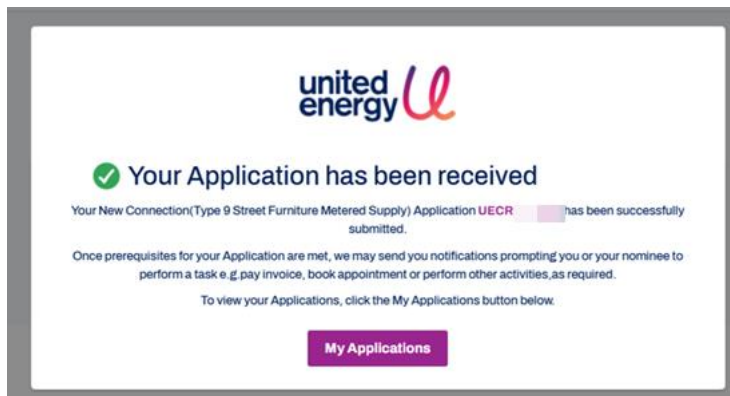 united
energy
Your Application has been received
Your New Connection(Type 9 Street Furniture Metered Supply) Application UECR has been successfully
submitted.
Once prerequisites for your Application are met, we may send you notifications prompting you or your nominee to
perform a task e.g.pay invoice, book appointment or perform other activities,as required.
To view your Applications, click the My Applications button below.
My Applications